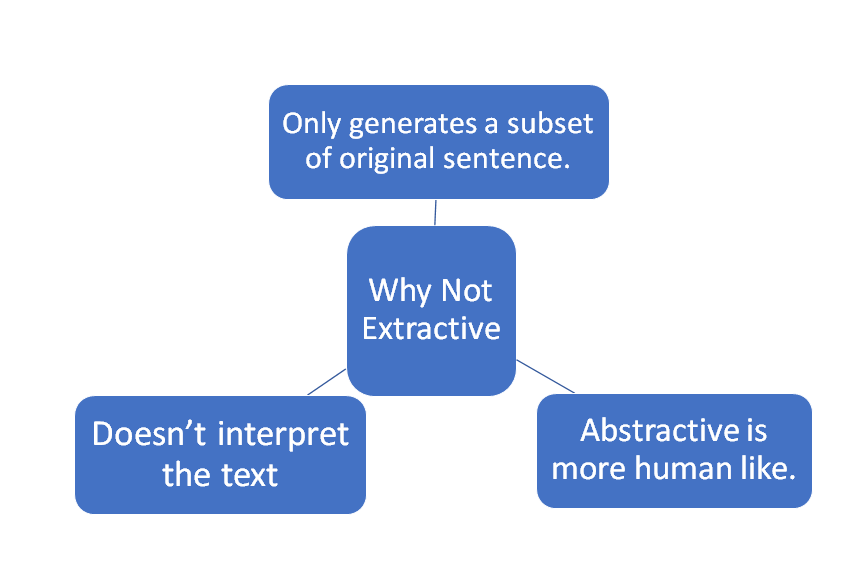 Only generates a subset
of original sentence.
Why Not
Extractive
Doesn’t interpret
the text
Abstractive is
more human like.